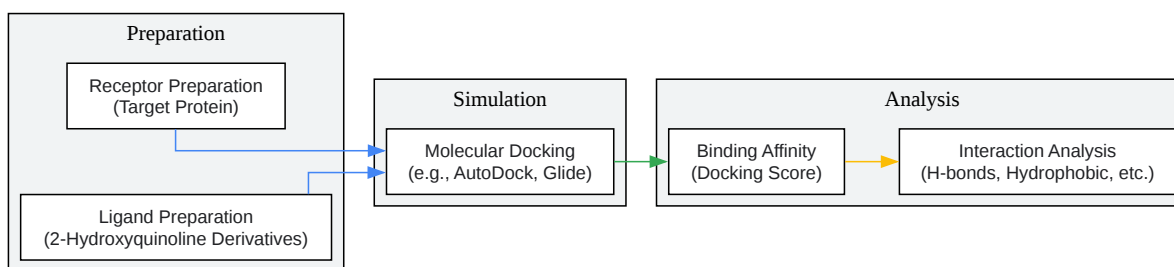 Preparation
Receptor Preparation
(Target Protein)
Ligand Preparation
(2-Hydroxyquinoline Derivatives)
Simulation
Molecular Docking
(e.g., AutoDock, Glide)
Analysis
Binding Affinity
(Docking Score)
Interaction Analysis
(H-bonds, Hydrophobic, etc.)